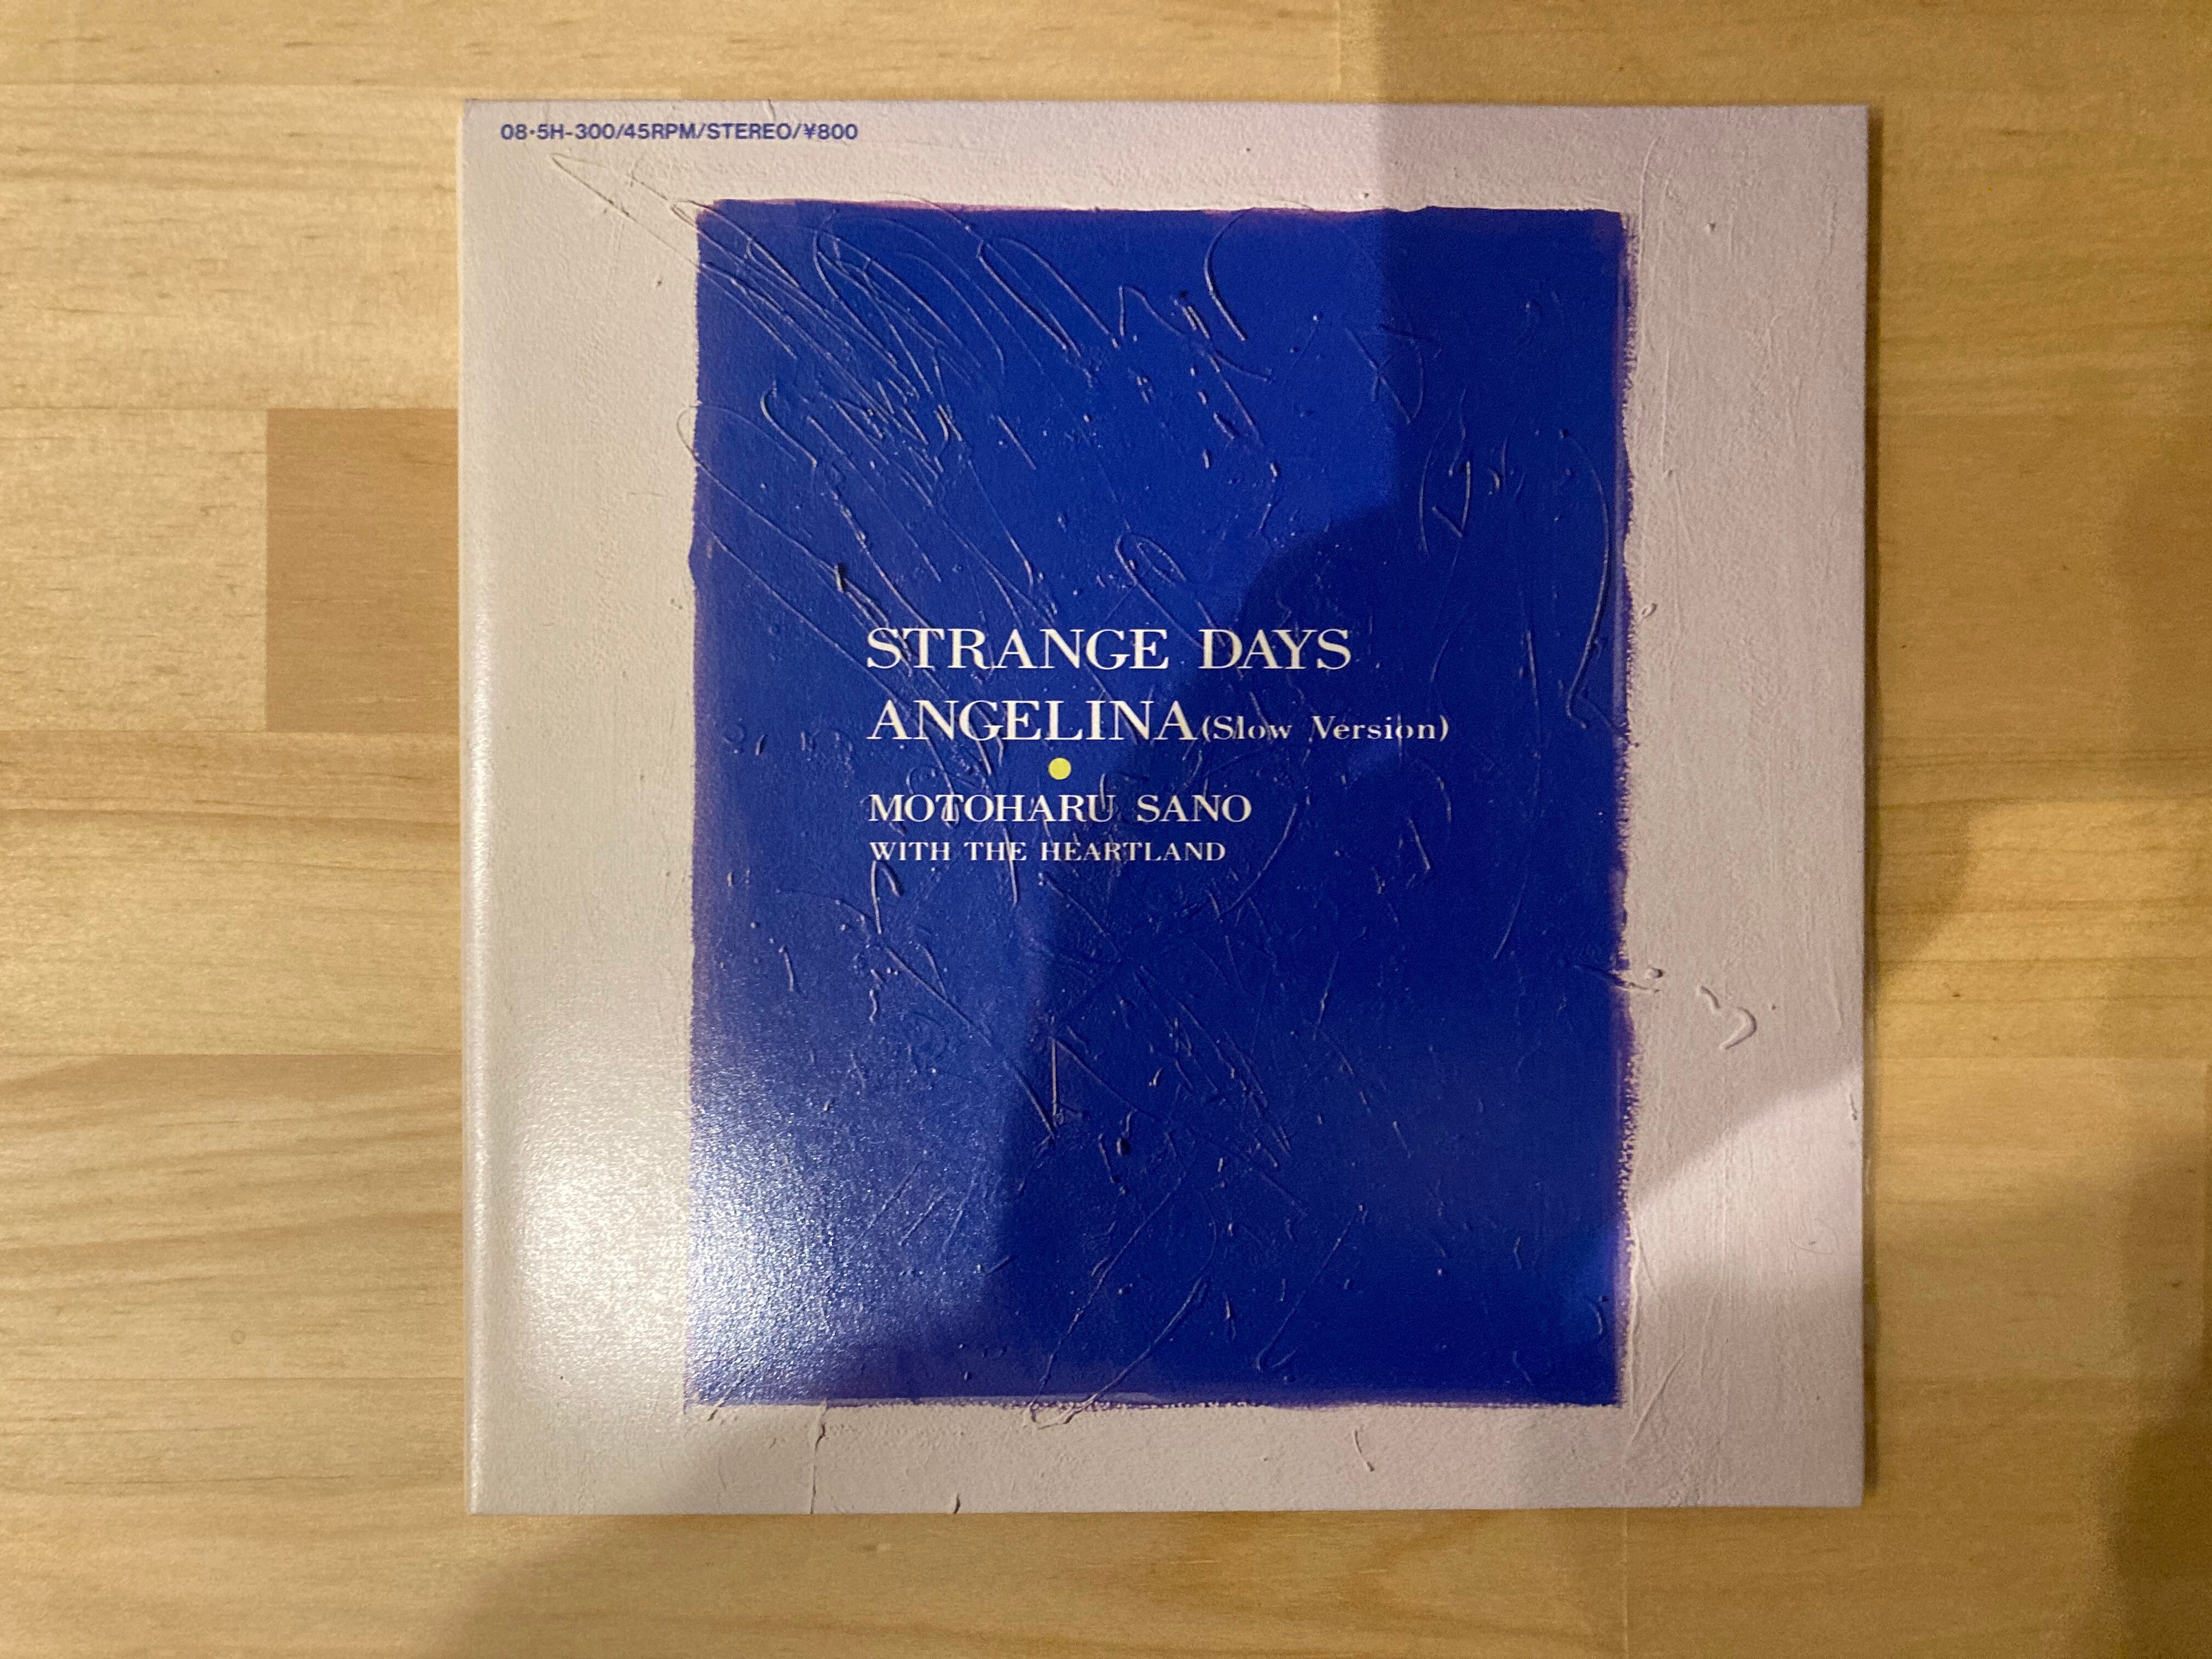 08・5H-300/45RPM/STEREO/¥800
STRANGE DAYS
ANGELINA(Slow Version)
MOTOHARU SANO
WITH THE HEARTLAND